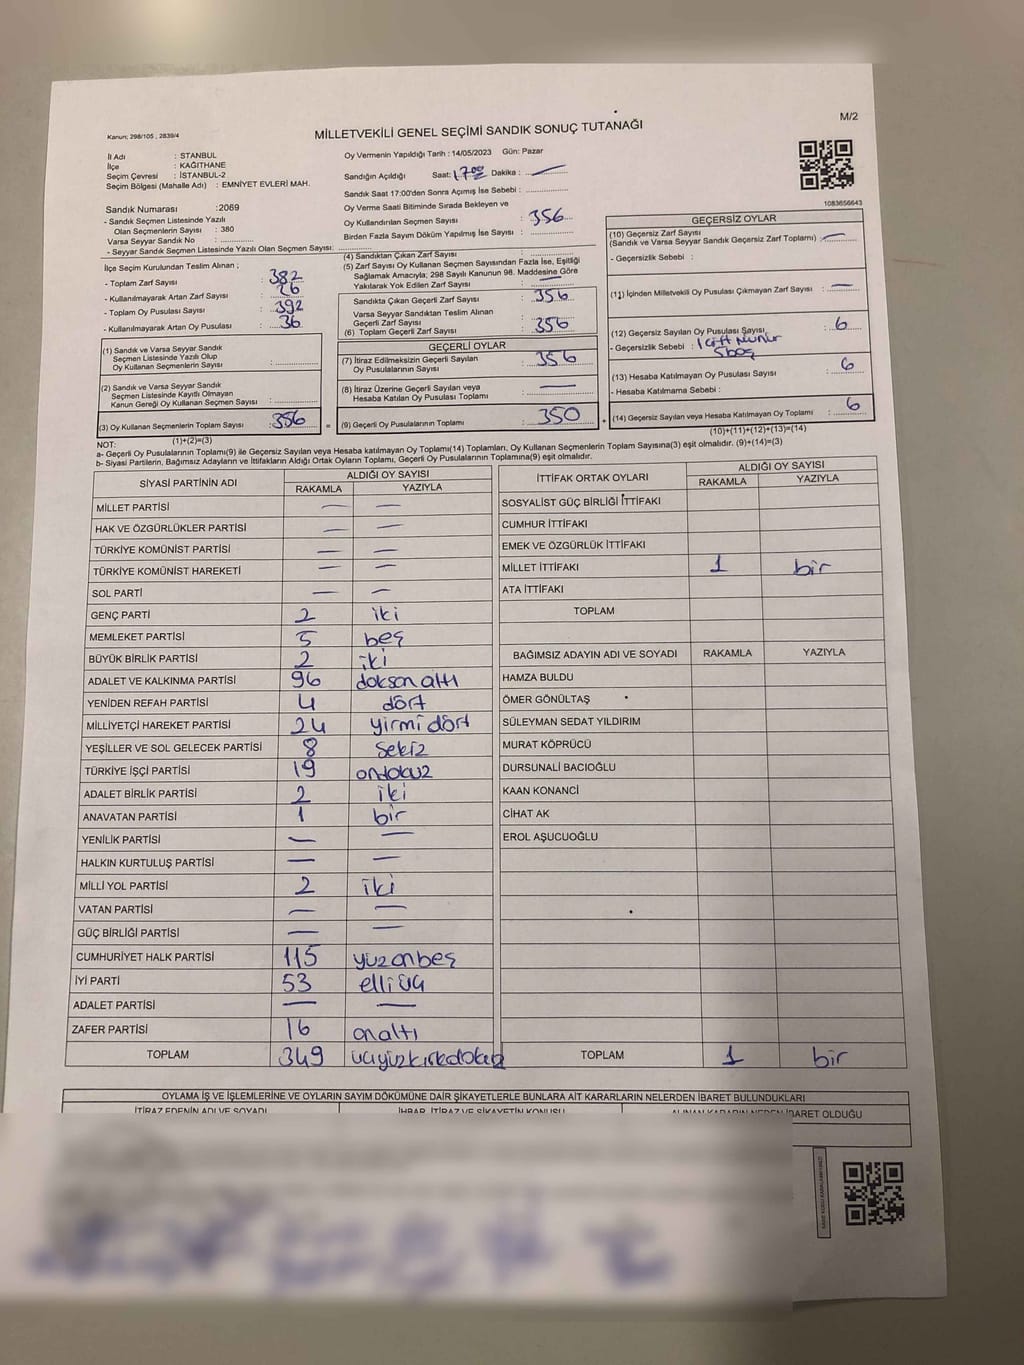 M/2
Kanun; 298/105 , 2839/4
MİLLETVEKİLİ GENEL SEÇİMİ SANDIK SONUÇ TUTANAĞI
İl Adı : İSTANBUL
İlçe : KAĞITHANE
Seçim Çevresi : İSTANBUL-2
Seçim Bölgesi (Mahalle Adı) : EMNİYET EVLERİ MAH.
Sandık Numarası :2069
- Sandık Seçmen Listesinde Yazılı
Olan Seçmenlerin Sayısı : 380
Varsa Seyyar Sandık No :
- Seyyar Sandık Seçmen Listesinde Yazılı Olan Seçmen Sayısı:
İlçe Seçim Kurulundan Teslim Alınan ;
- Toplam Zarf Sayısı : 382
- Kullanılmayarak Artan Zarf Sayısı : 26
- Toplam Oy Pusulası Sayısı : 392
- Kullanılmayarak Artan Oy Pusulası : 36
(1) Sandık ve Varsa Seyyar Sandık
Seçmen Listesinde Yazılı Olup
Oy Kullanan Seçmenlerin Sayısı :
(2) Sandık ve Varsa Seyyar Sandık
Seçmen Listesinde Kayıtlı Olmayan
Kanun Gereği Oy Kullanan Seçmen Sayısı :
(3) Oy Kullanan Seçmenlerin Toplam Sayısı : 356
(1)+(2)=(3)
Oy Vermenin Yapıldığı Tarih : 14/05/2023 Gün: Pazar
Sandığın Açıldığı Saat: 17 00 Dakika : —
Sandık Saat 17:00'den Sonra Açımış İse Sebebi :
Oy Verme Saati Bitiminde Sırada Bekleyen ve
Oy Kullandırılan Seçmen Sayısı : 356
Birden Fazla Sayım Döküm Yapılmış İse Sayısı :
(4) Sandıktan Çıkan Zarf Sayısı :
(5) Zarf Sayısı Oy Kullanan Seçmen Sayısından Fazla İse, Eşitliği
Sağlamak Amacıyla; 298 Sayılı Kanunun 98. Maddesine Göre
Yakılarak Yok Edilen Zarf Sayısı : —
Sandıkta Çıkan Geçerli Zarf Sayısı : 356
Varsa Seyyar Sandıktan Teslim Alınan
Geçerli Zarf Sayısı :
(6) Toplam Geçerli Zarf Sayısı : 356
GEÇERLİ OYLAR
(7) İtiraz Edilmeksizin Geçerli Sayılan
Oy Pusulalarının Sayısı : 356
(8) İtiraz Üzerine Geçerli Sayılan veya
Hesaba Katılan Oy Pusulası Toplamı : —
= (9) Geçerli Oy Pusulalarının Toplamı : 350 +
1083656643
GEÇERSİZ OYLAR
(10) Geçersiz Zarf Sayısı
(Sandık ve Varsa Seyyar Sandık Geçersiz Zarf Toplamı) : —
- Geçersizlik Sebebi :
(11) İçinden Milletvekili Oy Pusulası Çıkmayan Zarf Sayısı : —
(12) Geçersiz Sayılan Oy Pusulası Sayısı : 6
- Geçersizlik Sebebi : 1 çift mühür
5 boş
(13) Hesaba Katılmayan Oy Pusulası Sayısı : 6
- Hesaba Katılmama Sebebi :
(14) Geçersiz Sayılan veya Hesaba Katılmayan Oy Toplamı : 6
(10)+(11)+(12)+(13)=(14)
NOT:
a- Geçerli Oy Pusulalarının Toplamı(9) ile Geçersiz Sayılan veya Hesaba katılmayan Oy Toplamı(14) Toplamları, Oy Kullanan Seçmenlerin Toplam Sayısına(3) eşit olmalıdır. (9)+(14)=(3)
b- Siyasi Partilerin, Bağımsız Adayların ve İttifakların Aldığı Ortak Oyların Toplamı, Geçerli Oy Pusulalarının Toplamına(9) eşit olmalıdır.
SİYASİ PARTİNİN ADI ALDIĞI OY SAYISI
RAKAMLA YAZIYLA
MİLLET PARTİSİ — —
HAK VE ÖZGÜRLÜKLER PARTİSİ — —
TÜRKİYE KOMÜNİST PARTİSİ — —
TÜRKİYE KOMÜNİST HAREKETİ — —
SOL PARTİ — —
GENÇ PARTİ 2 iki
MEMLEKET PARTİSİ 5 beş
BÜYÜK BİRLİK PARTİSİ 2 iki
ADALET VE KALKINMA PARTİSİ 96 doksan altı
YENİDEN REFAH PARTİSİ 4 dört
MİLLİYETÇİ HAREKET PARTİSİ 24 yirmi dört
YEŞİLLER VE SOL GELECEK PARTİSİ 8 sekiz
TÜRKİYE İŞÇİ PARTİSİ 19 ondokuz
ADALET BİRLİK PARTİSİ 2 iki
ANAVATAN PARTİSİ 1 bir
YENİLİK PARTİSİ — —
HALKIN KURTULUŞ PARTİSİ — —
MİLLİ YOL PARTİSİ 2 iki
VATAN PARTİSİ — —
GÜÇ BİRLİĞİ PARTİSİ — —
CUMHURİYET HALK PARTİSİ 115 yüzonbeş
İYİ PARTİ 53 elli üç
ADALET PARTİSİ — —
ZAFER PARTİSİ 16 onaltı
TOPLAM 349 üçyüzkırkdokuz
İTTİFAK ORTAK OYLARI ALDIĞI OY SAYISI
RAKAMLA YAZIYLA
SOSYALİST GÜÇ BİRLİĞİ İTTİFAKI
CUMHUR İTTİFAKI
EMEK VE ÖZGÜRLÜK İTTİFAKI
MİLLET İTTİFAKI 1 bir
ATA İTTİFAKI
TOPLAM
BAĞIMSIZ ADAYIN ADI VE SOYADI RAKAMLA YAZIYLA
HAMZA BULDU
ÖMER GÖNÜLTAŞ
SÜLEYMAN SEDAT YILDIRIM
MURAT KÖPRÜCÜ
DURSUNALİ BACIOĞLU
KAAN KONANCİ
CİHAT AK
EROL AŞUCUOĞLU
TOPLAM 1 bir
OYLAMA İŞ VE İŞLEMLERİNE VE OYLARIN SAYIM DÖKÜMÜNE DAİR ŞİKAYETLERLE BUNLARA AİT KARARLARIN NELERDEN İBARET BULUNDUKLARI
İTİRAZ EDENİN ADI VE SOYADI İHBAR, İTİRAZ VE ŞİKAYETİN KONUSU ALINAN KARARIN NEDEN İBARET OLDUĞU